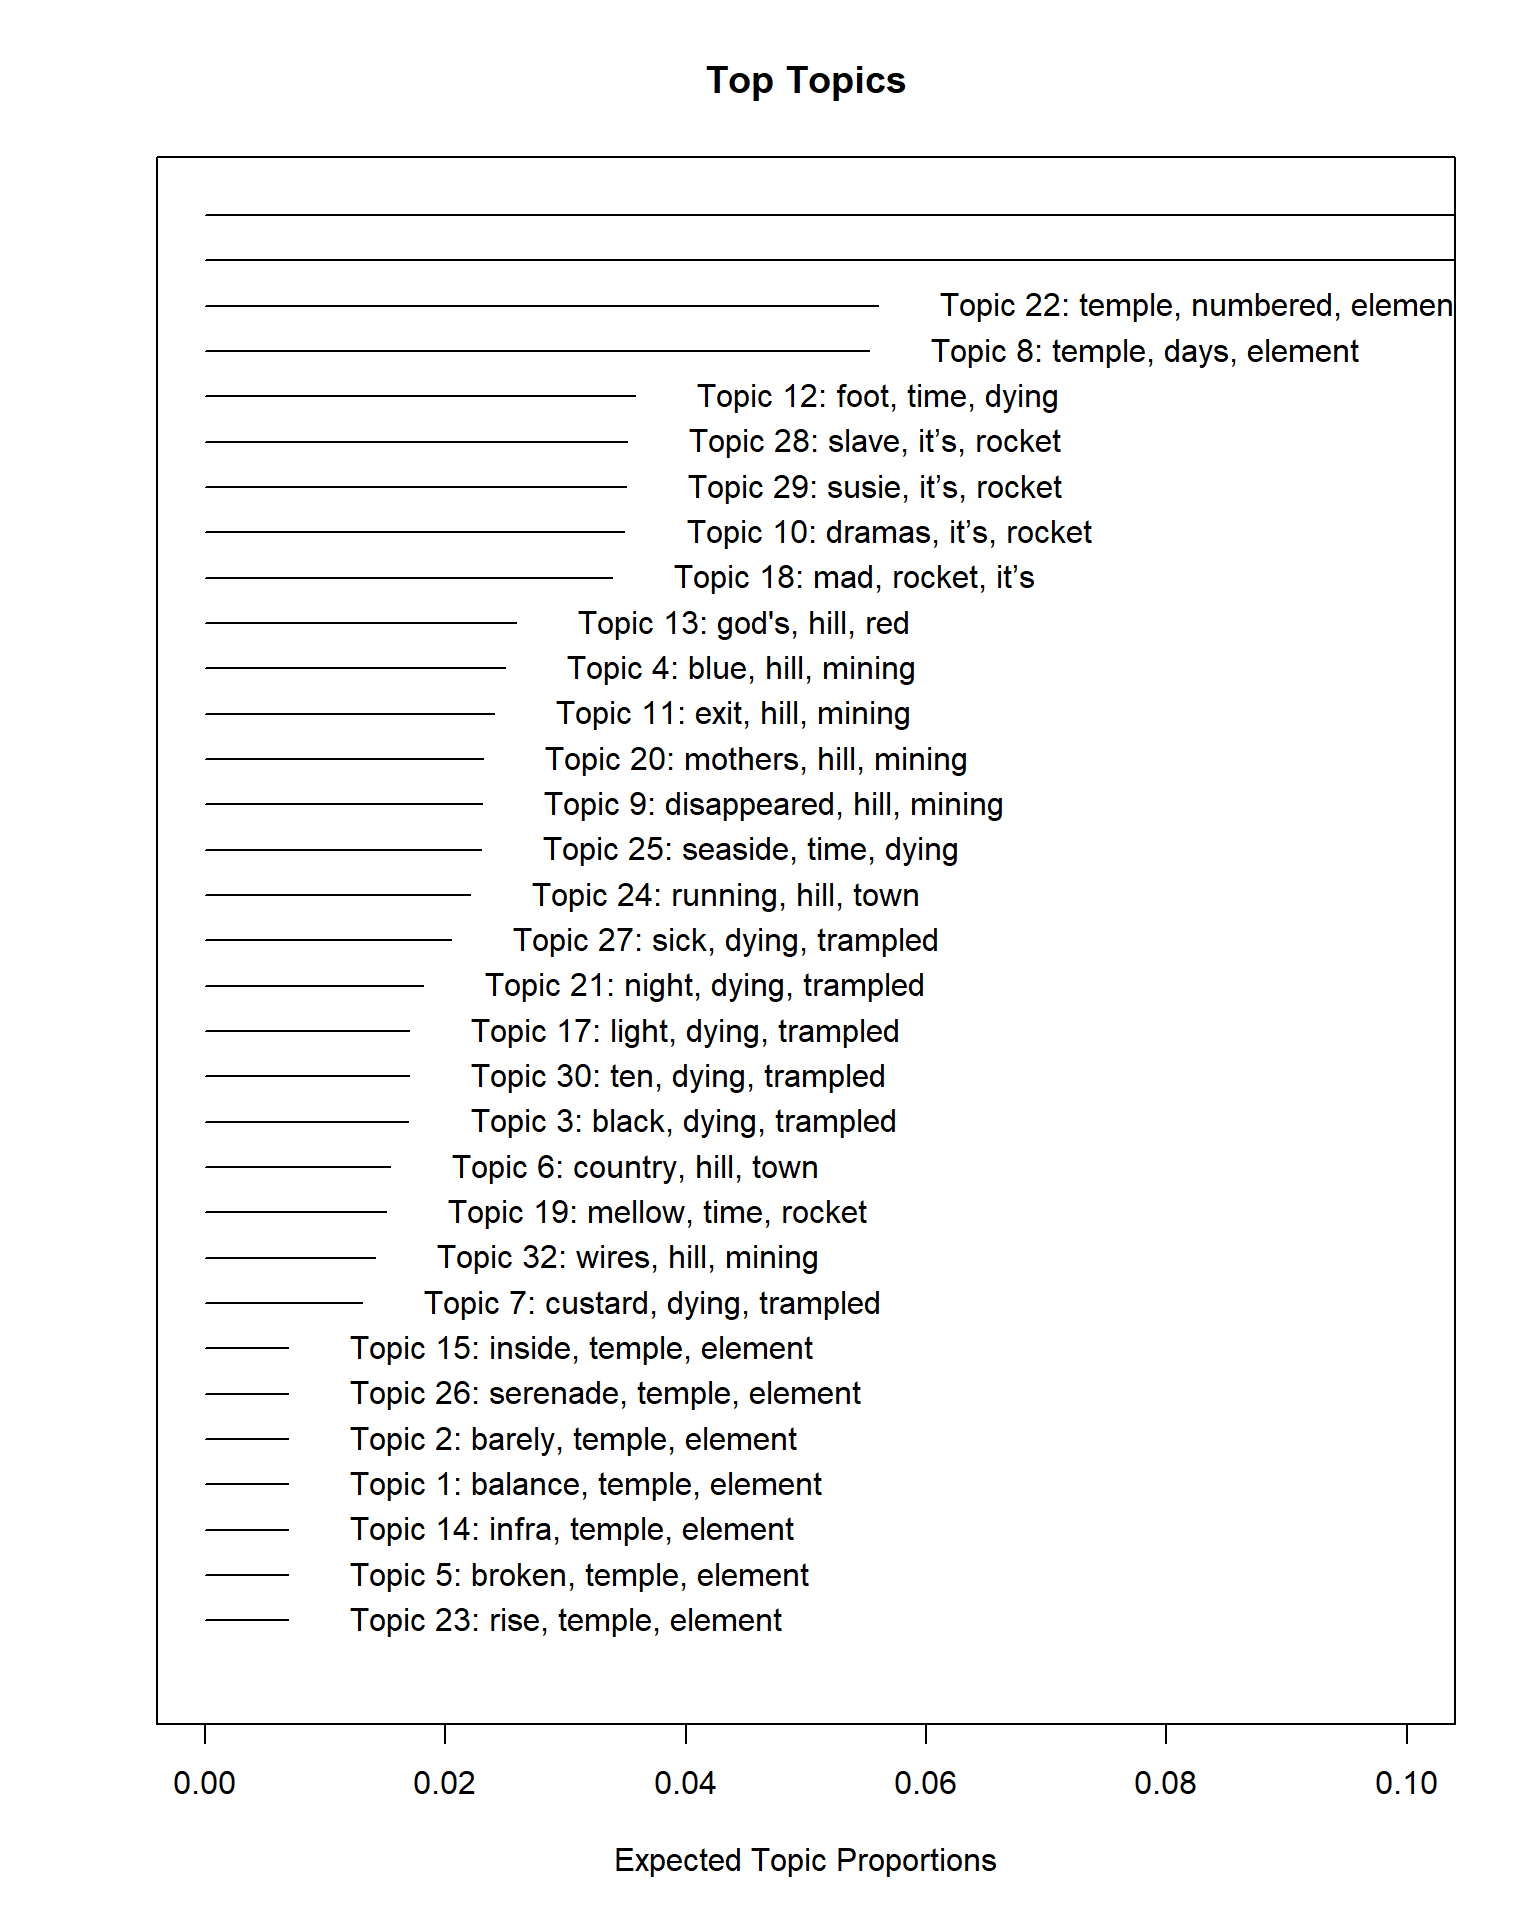 Top Topics
Topic 22: temple, numbered, elemen
Topic 8: temple, days, element
Topic 12: foot, time, dying
Topic 28: slave, it’s, rocket
Topic 29: susie, it’s, rocket
Topic 10: dramas, it’s, rocket
Topic 18: mad, rocket, it’s
Topic 13: god's, hill, red
Topic 4: blue, hill, mining
Topic 11: exit, hill, mining
Topic 20: mothers, hill, mining
Topic 9: disappeared, hill, mining
Topic 25: seaside, time, dying
Topic 24: running, hill, town
Topic 27: sick, dying, trampled
Topic 21: night, dying, trampled
Topic 17: light, dying, trampled
Topic 30: ten, dying, trampled
Topic 3: black, dying, trampled
Topic 6: country, hill, town
Topic 19: mellow, time, rocket
Topic 32: wires, hill, mining
Topic 7: custard, dying, trampled
Topic 15: inside, temple, element
Topic 26: serenade, temple, element
Topic 2: barely, temple, element
Topic 1: balance, temple, element
Topic 14: infra, temple, element
Topic 5: broken, temple, element
Topic 23: rise, temple, element
0.00 0.02 0.04 0.06 0.08 0.10
Expected Topic Proportions